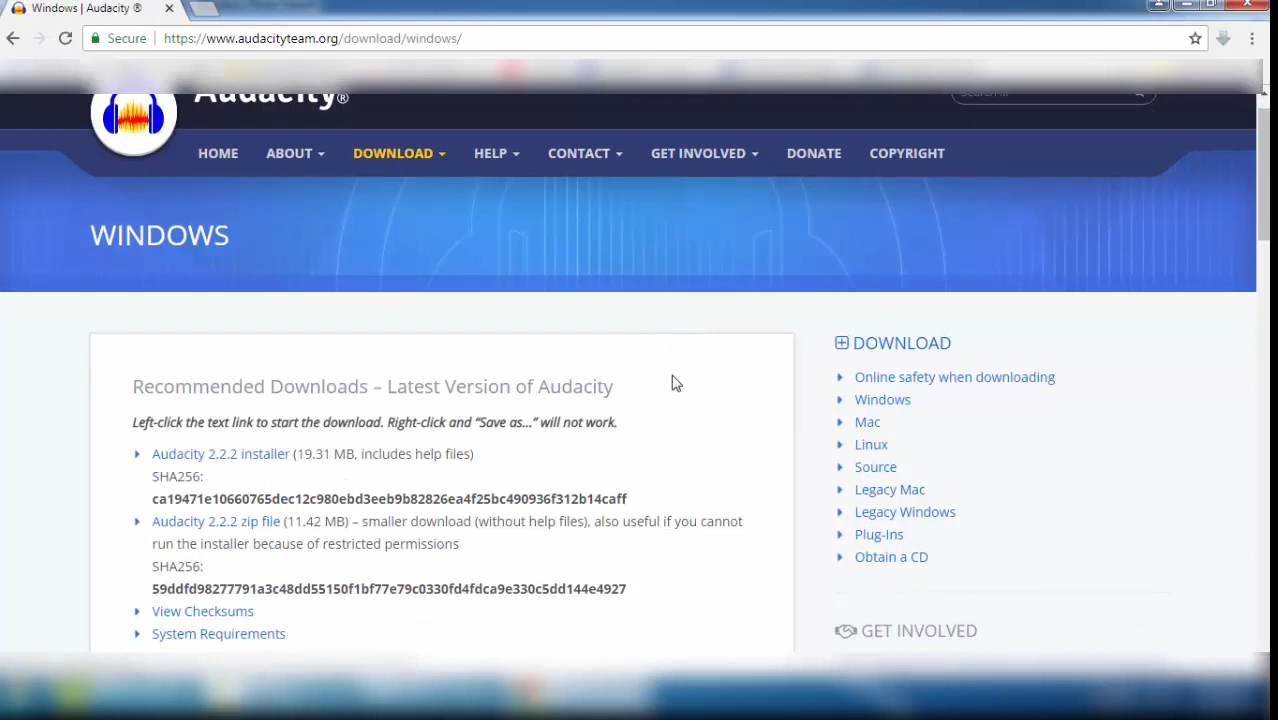 Windows | Audacity ®
Secure https://www.audacityteam.org/download/windows/
Audacity®
Search ...
HOME ABOUT DOWNLOAD HELP CONTACT GET INVOLVED DONATE COPYRIGHT
WINDOWS
Recommended Downloads – Latest Version of Audacity
Left-click the text link to start the download. Right-click and “Save as...” will not work.
Audacity 2.2.2 installer (19.31 MB, includes help files)
SHA256:
ca19471e10660765dec12c980ebd3eeb9b82826ea4f25bc490936f312b14caff
Audacity 2.2.2 zip file (11.42 MB) – smaller download (without help files), also useful if you cannot
run the installer because of restricted permissions
SHA256:
59ddfd98277791a3c48dd55150f1bf77e79c0330fd4fdca9e330c5dd144e4927
View Checksums
System Requirements
DOWNLOAD
Online safety when downloading
Windows
Mac
Linux
Source
Legacy Mac
Legacy Windows
Plug-Ins
Obtain a CD
GET INVOLVED